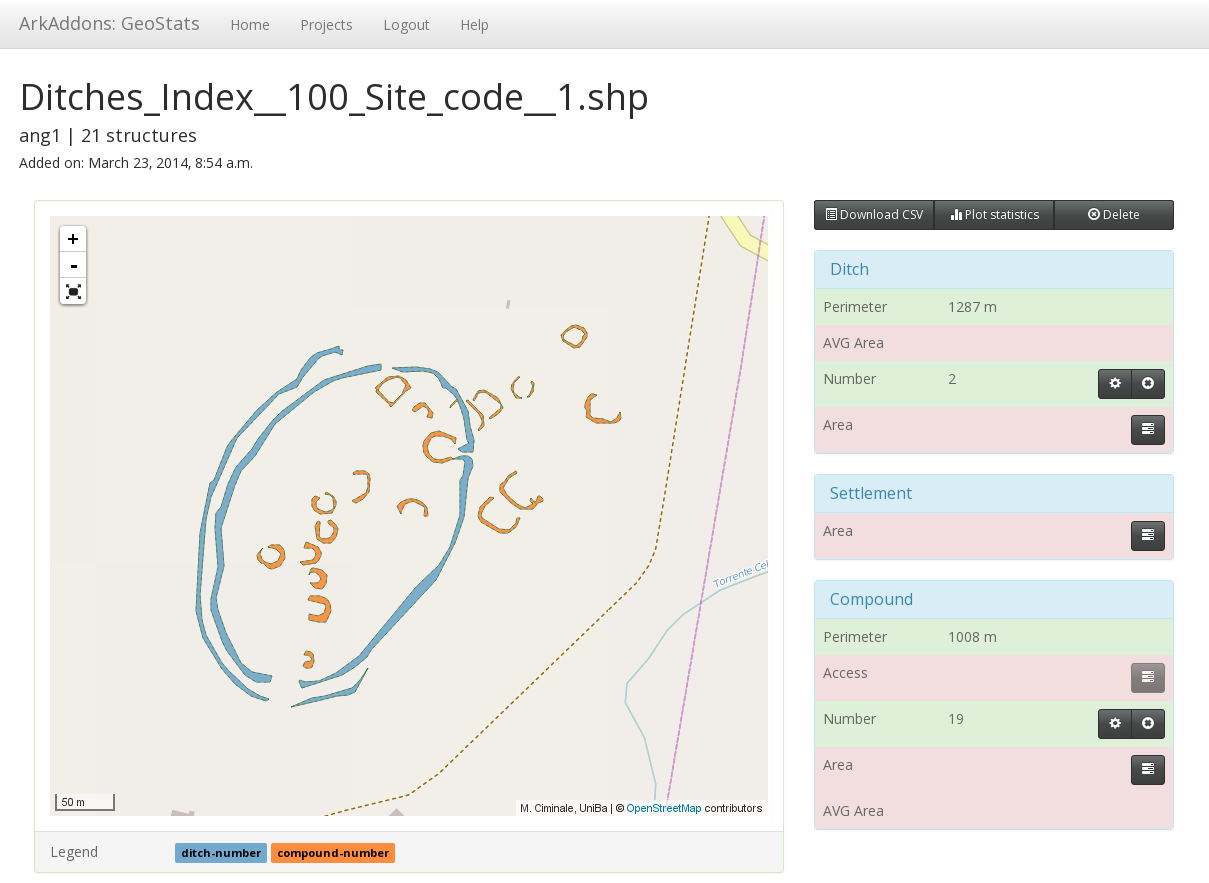 ArkAddons: GeoStats Home Projects Logout Help
Ditches_Index__100_Site_code__1.shp
ang1 | 21 structures
Added on: March 23, 2014, 8:54 a.m.
+
-
Torrente Cel
50 m
M. Ciminale, UniBa | © OpenStreetMap contributors
Legend ditch-number compound-number
Download CSV Plot statistics Delete
Ditch
Perimeter 1287 m
AVG Area
Number 2
Area
Settlement
Area
Compound
Perimeter 1008 m
Access
Number 19
Area
AVG Area